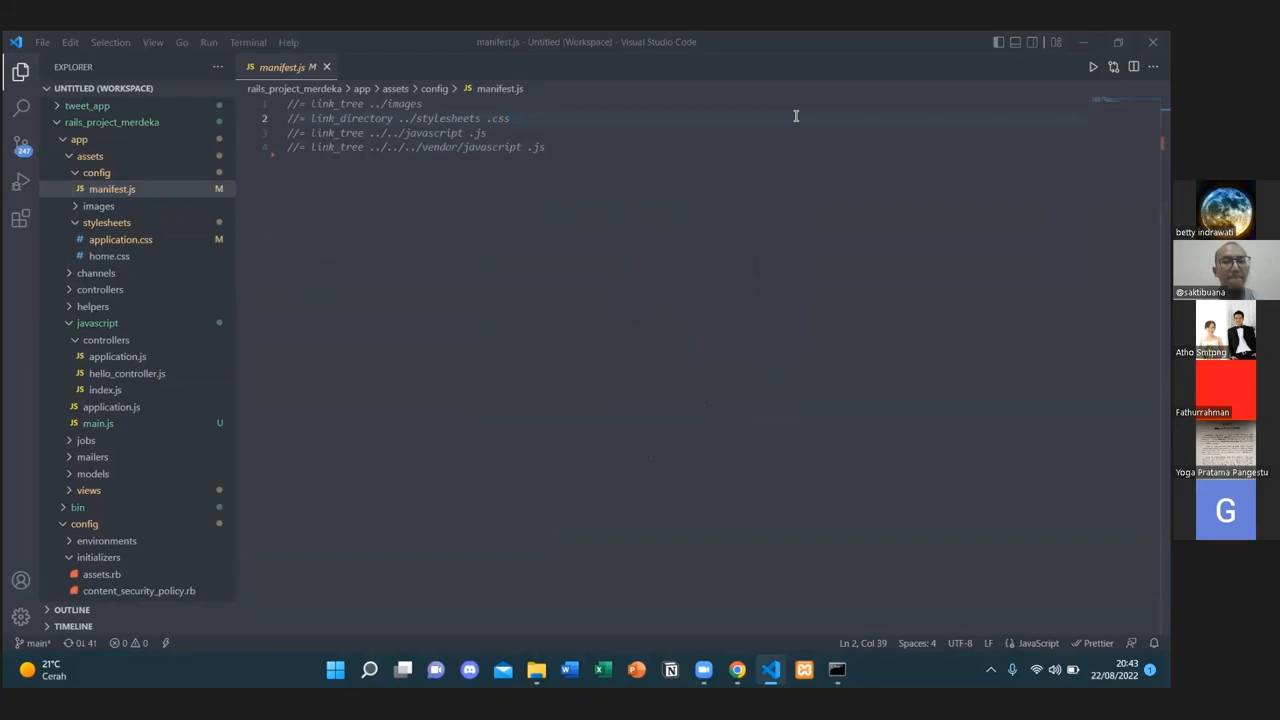 File Edit Selection View Go Run Terminal Help
manifest.js - Untitled (Workspace) - Visual Studio Code
EXPLORER
UNTITLED (WORKSPACE)
tweet_app
rails_project_merdeka
app
assets
config
manifest.js M
images
stylesheets
application.css M
home.css
channels
controllers
helpers
javascript
controllers
application.js
hello_controller.js
index.js
application.js
main.js U
jobs
mailers
models
views
bin
config
environments
initializers
assets.rb
content_security_policy.rb
OUTLINE
TIMELINE
247
JS manifest.js M
rails_project_merdeka > app > assets > config > JS manifest.js
1 //= link_tree ../images
2 //= link_directory ../stylesheets .css
3 //= link_tree ../../javascript .js
4 //= link_tree ../../../vendor/javascript .js
main* 0↓ 41 0 0
Ln 2, Col 39 Spaces: 4 UTF-8 LF JavaScript Prettier
21°C
Cerah
20:43
22/08/2022
1
betty indrawati
@saktibuana
Atho Smtpng
Fathurrahman
Yoga Pratama Pangestu
G